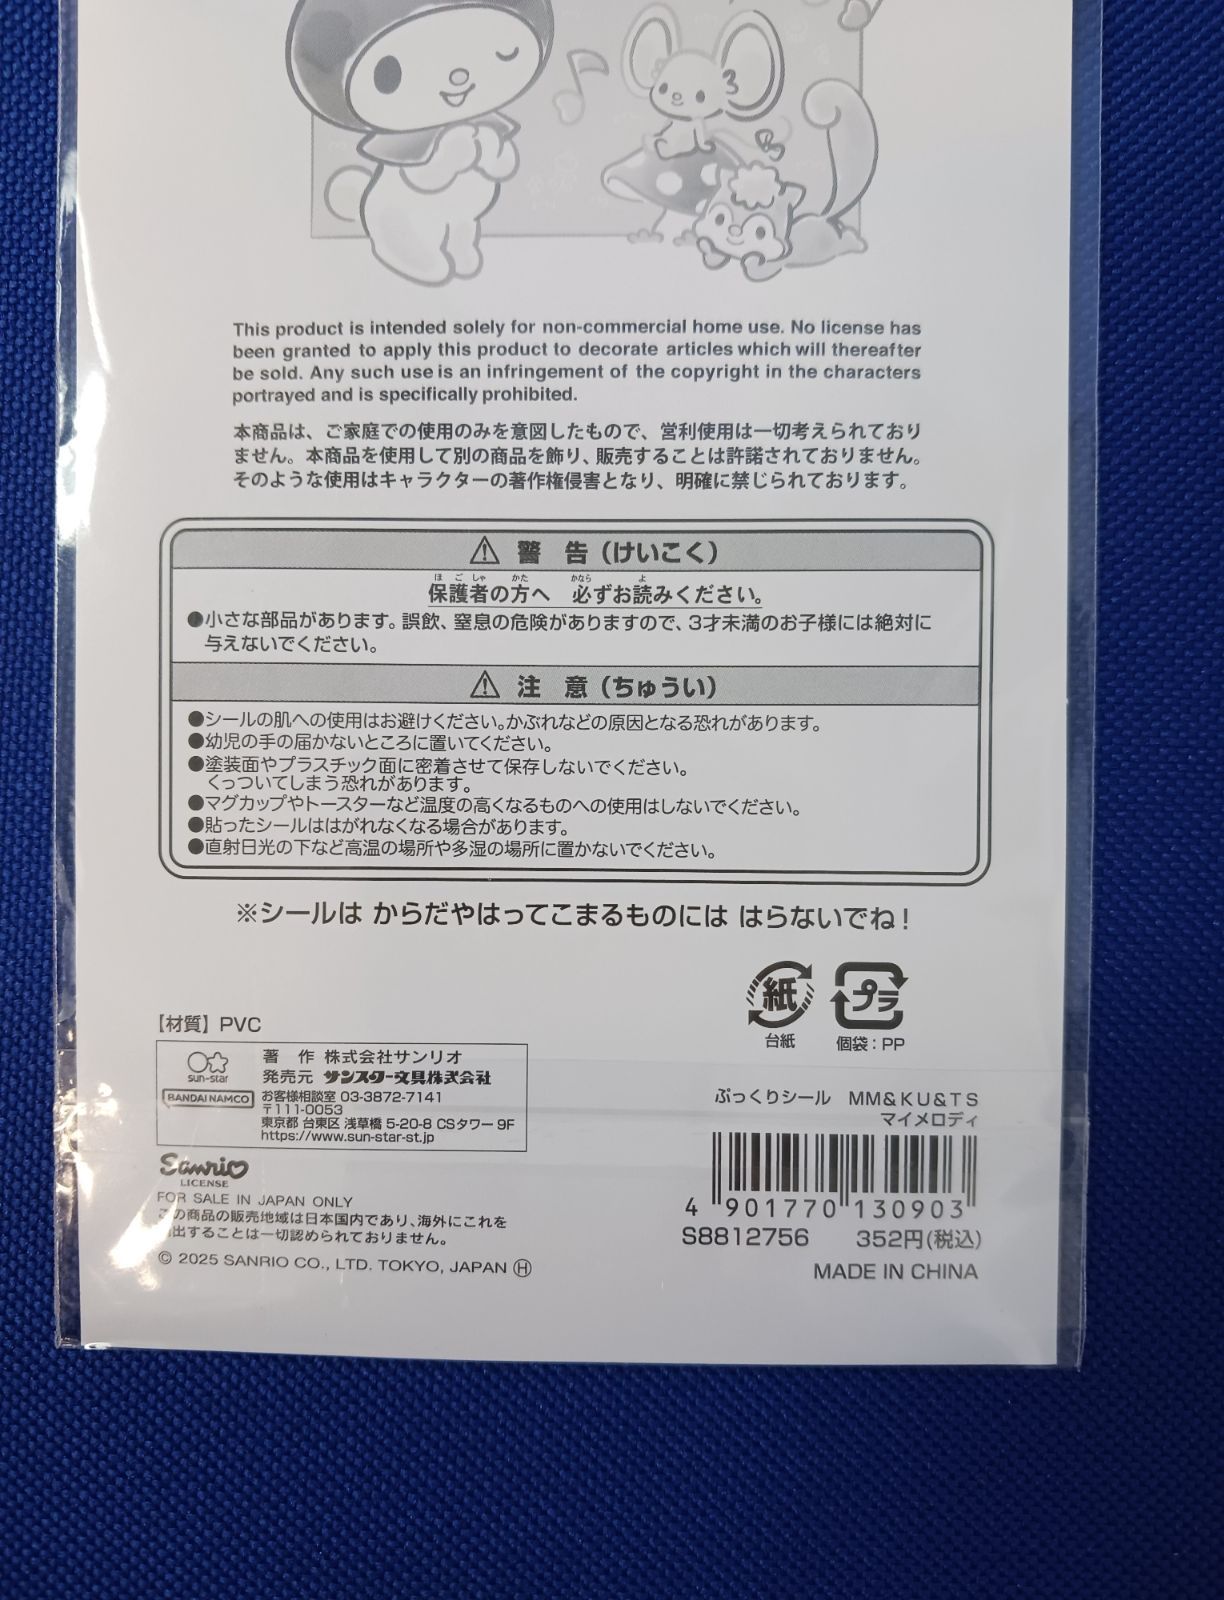 This product is intended solely for non-commercial home use. No license has
been granted to apply this product to decorate articles which will thereafter
be sold. Any such use is an infringement of the copyright in the characters
portrayed and is specifically prohibited.
本商品は、ご家庭での使用のみを意図したもので、営利使用は一切考えられており
ません。本商品を使用して別の商品を飾り、販売することは許諾されておりません。
そのような使用はキャラクターの著作権侵害となり、明確に禁じられております。
⚠ 警 告 (けいこく)
ほ ご しゃ かた かなら よ
保護者の方へ 必ずお読みください。
●小さな部品があります。誤飲、窒息の危険がありますので、3才未満のお子様には絶対に
与えないでください。
⚠ 注 意 (ちゅうい)
●シールの肌への使用はお避けください。かぶれなどの原因となる恐れがあります。
●幼児の手の届かないところに置いてください。
●塗装面やプラスチック面に密着させて保存しないでください。
くっついてしまう恐れがあります。
●マグカップやトースターなど温度の高くなるものへの使用はしないでください。
●貼ったシールははがれなくなる場合があります。
●直射日光の下など高温の場所や多湿の場所に置かないでください。
※シールは からだやはってこまるものには はらないでね!
紙 プラ
台紙 個袋:PP
【材質】PVC
sun-star
BANDAI NAMCO
著 作 株式会社サンリオ
発売元 サンスター文具株式会社
お客様相談室 03-3872-7141
〒111-0053
東京都 台東区 浅草橋 5-20-8 CSタワー 9F
https://www.sun-star-st.jp
Sanrio
LICENSE
FOR SALE IN JAPAN ONLY
この商品の販売地域は日本国内であり、海外にこれを
出することは一切認められておりません。
© 2025 SANRIO CO., LTD. TOKYO, JAPAN Ⓗ
ぷっくりシール MM&KU&TS
マイメロディ
4 901770 130903
S8812756 352円(税込)
MADE IN CHINA